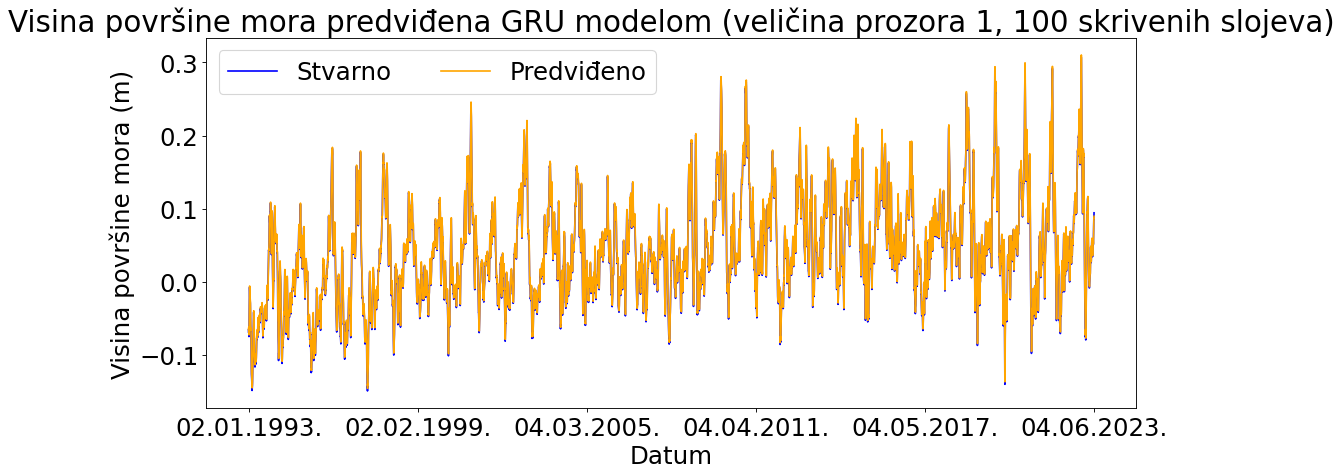 Visina površine mora predviđena GRU modelom (veličina prozora 1, 100 skrivenih slojeva)
Stvarno Predviđeno
Visina površine mora (m)
0.3
0.2
0.1
0.0
−0.1
02.01.1993. 02.02.1999. 04.03.2005. 04.04.2011. 04.05.2017. 04.06.2023.
Datum